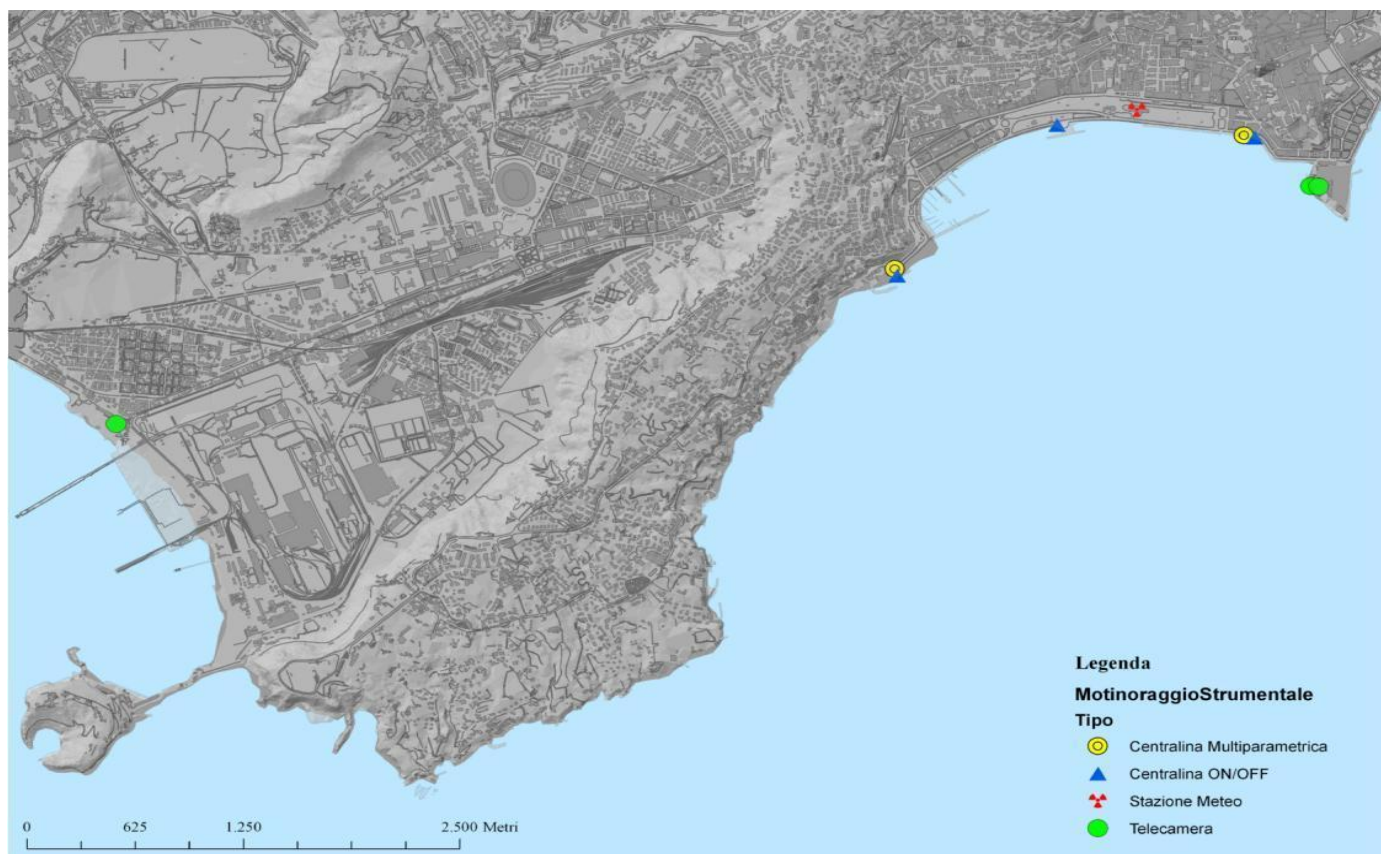 Legenda
MotinoraggioStrumentale
Tipo
Centralina Multiparametrica
Centralina ON/OFF
Stazione Meteo
Telecamera
0 625 1.250 2.500 Metri